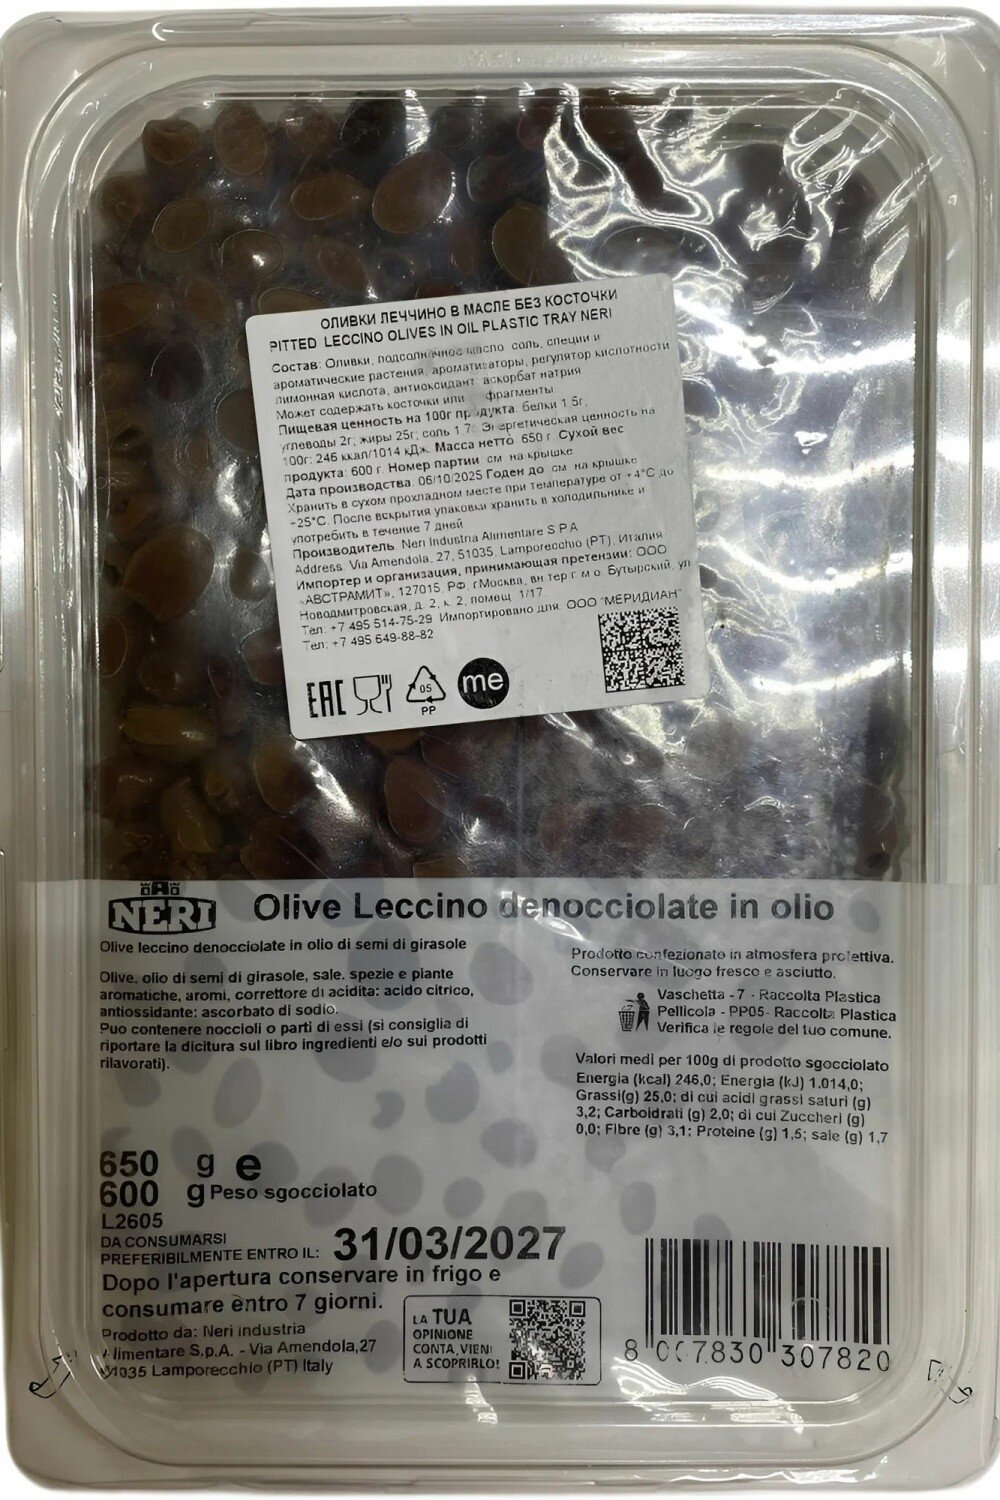 ОЛИВКИ ЛЕЧЧИНО В МАСЛЕ БЕЗ КОСТОЧКИ
PITTED LECCINO OLIVES IN OIL PLASTIC TRAY NERI
Состав: Оливки, подсолнечное масло, соль, специи и
ароматические растения, ароматизаторы, регулятор кислотности
лимонная кислота, антиоксидант аскорбат натрия
Может содержать косточки или фрагменты
Пищевая ценность на 100г продукта: белки 1,5г,
углеводы 2г; жиры 25г; соль 1,7г Энергетическая ценность на
100г: 246 ккал/1014 кДж. Масса нетто: 650 г. Сухой вес
продукта: 600 г. Номер партии: см. на крышке
Дата производства: 06/10/2025 Годен до: см. на крышке
Хранить в сухом прохладном месте при температуре от +4°C до
+25°C. После вскрытия упаковки хранить в холодильнике и
употребить в течение 7 дней
Производитель: Neri Industria Alimentare S.P.A.
Address: Via Amendola, 27, 51035, Lamporecchio (PT), Италия
Импортер и организация, принимающая претензии: ООО
«АВСТРАМИТ», 127015, РФ, г.Москва, вн.тер.г.м.о. Бутырский, ул
Новодмитровская, д. 2, к. 2, помещ. 1/17
Тел: +7 495 514-75-29 Импортировано для: ООО "МЕРИДИАН"
Тел: +7 495 649-88-82
EAC
05
PP
me
NERI
Olive Leccino denocciolate in olio
Olive leccino denocciolate in olio di semi di girasole
Olive, olio di semi di girasole, sale, spezie e piante
aromatiche, aromi, correttore di acidita: acido citrico,
antiossidante: ascorbato di sodio.
Puo contenere noccioli o parti di essi (si consiglia di
riportare la dicitura sul libro ingredienti e/o sui prodotti
rilavorati).
Prodotto confezionato in atmosfera protettiva.
Conservare in luogo fresco e asciutto.
Vaschetta - 7 - Raccolta Plastica
Pellicola - PP05- Raccolta Plastica
Verifica le regole del tuo comune.
Valori medi per 100g di prodotto sgocciolato
Energia (kcal) 246,0; Energia (kJ) 1.014,0;
Grassi(g) 25,0; di cui acidi grassi saturi (g)
3,2; Carboidrati (g) 2,0; di cui Zuccheri (g)
0,0; Fibre (g) 3,1; Proteine (g) 1,5; sale (g) 1,7
650 g e
600 g Peso sgocciolato
L2605
DA CONSUMARSI
PREFERIBILMENTE ENTRO IL: 31/03/2027
Dopo l'apertura conservare in frigo e
consumare entro 7 giorni.
Prodotto da: Neri industria
Alimentare S.p.A. - Via Amendola,27
51035 Lamporecchio (PT) Italy
LA TUA
OPINIONE
CONTA, VIENI
A SCOPRIRLO!
8 007830 307820